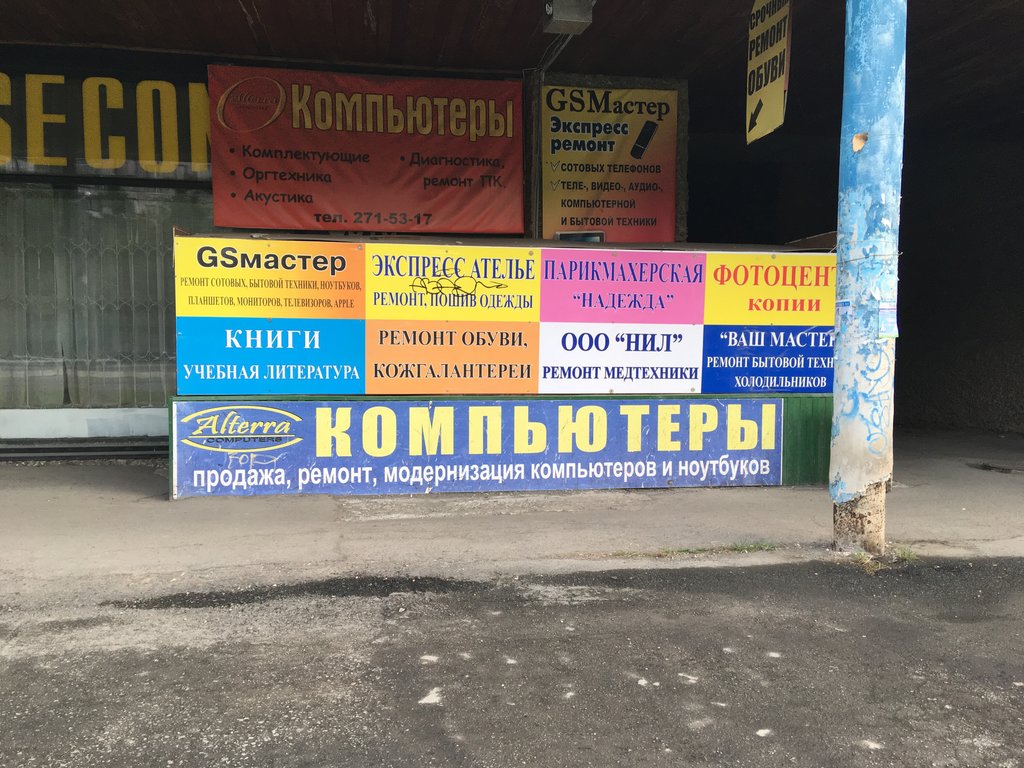 SECON
Alterra
Компьютеры
• Комплектующие
• Оргтехника
• Акустика
• Диагностика,
ремонт ПК.
тел. 271-53-17
GSMастер
Экспресс
ремонт
СОТОВЫХ ТЕЛЕФОНОВ
ТЕЛЕ-, ВИДЕО-, АУДИО-,
КОМПЬЮТЕРНОЙ
И БЫТОВОЙ ТЕХНИКИ
СРОЧНЫЙ
РЕМОНТ
ОБУВИ
GSмастер
РЕМОНТ СОТОВЫХ, БЫТОВОЙ ТЕХНИКИ, НОУТБУКОВ,
ПЛАНШЕТОВ, МОНИТОРОВ, ТЕЛЕВИЗОРОВ, APPLE
ЭКСПРЕСС АТЕЛЬЕ
РЕМОНТ, ПОШИВ ОДЕЖДЫ
ПАРИКМАХЕРСКАЯ
“НАДЕЖДА”
ФОТОЦЕНТ
КОПИИ
КНИГИ
УЧЕБНАЯ ЛИТЕРАТУРА
РЕМОНТ ОБУВИ,
КОЖГАЛАНТЕРЕИ
ООО “НИЛ”
РЕМОНТ МЕДТЕХНИКИ
“ВАШ МАСТЕР
РЕМОНТ БЫТОВОЙ ТЕХН
ХОЛОДИЛЬНИКОВ
Alterra
COMPUTERS
КОМПЬЮТЕРЫ
продажа, ремонт, модернизация компьютеров и ноутбуков